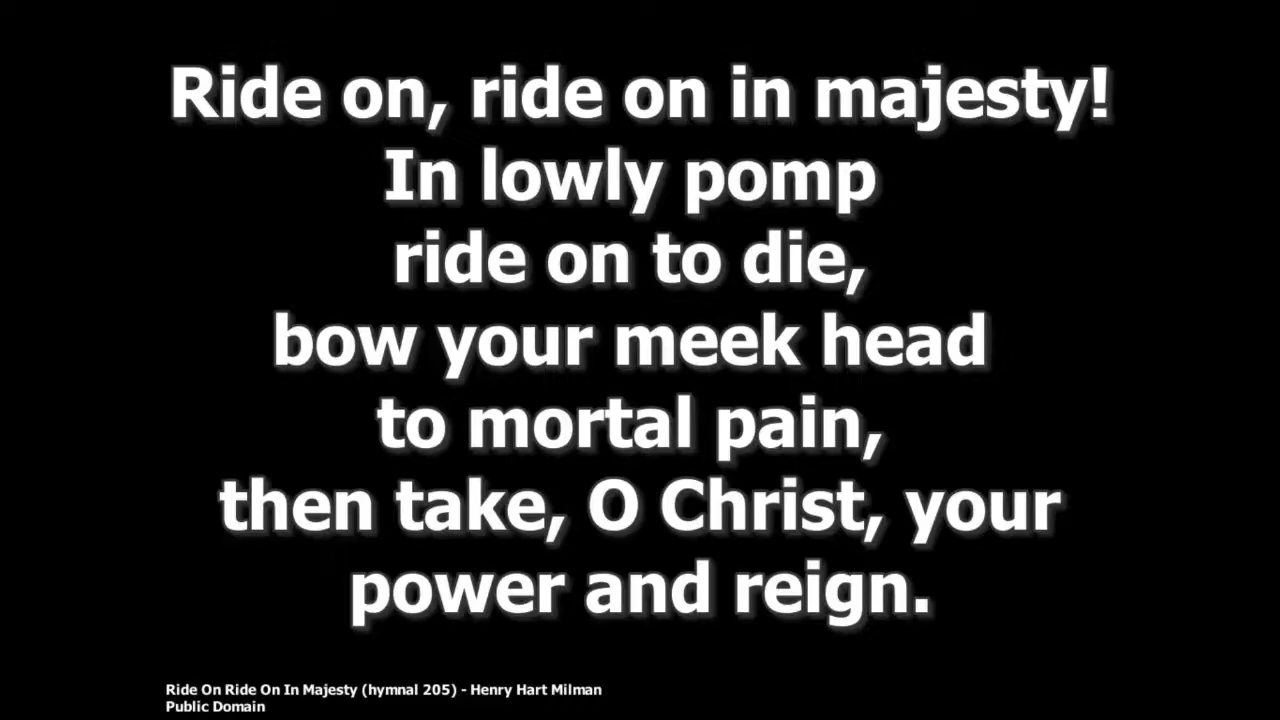 Ride on, ride on in majesty!
In lowly pomp
ride on to die,
bow your meek head
to mortal pain,
then take, O Christ, your
power and reign.
Ride On Ride On In Majesty (hymnal 205) - Henry Hart Milman
Public Domain